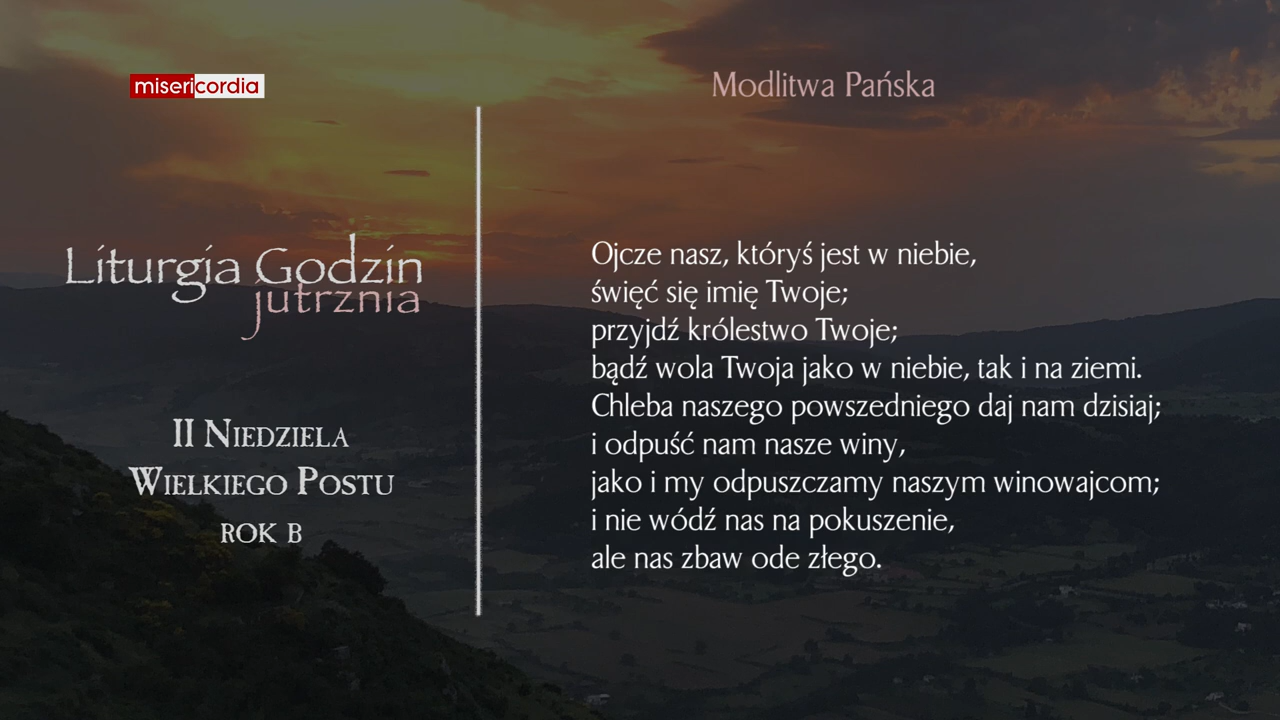 misericordia
Liturgia Godzin
jutrznia
II Niedziela
Wielkiego Postu
rok B
Modlitwa Pańska
Ojcze nasz, któryś jest w niebie,
święć się imię Twoje;
przyjdź królestwo Twoje;
bądź wola Twoja jako w niebie, tak i na ziemi.
Chleba naszego powszedniego daj nam dzisiaj;
i odpuść nam nasze winy,
jako i my odpuszczamy naszym winowajcom;
i nie wódź nas na pokuszenie,
ale nas zbaw ode złego.